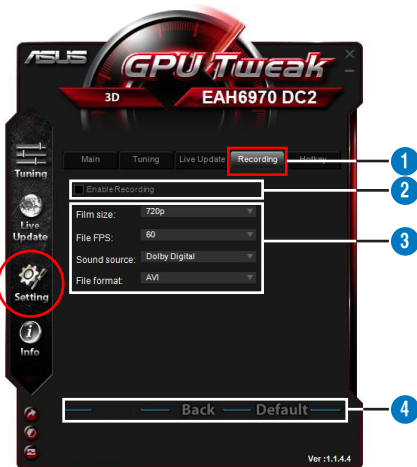 ASUS
GPU Tweak
3D EAH6970 DC2
Main Tuning Live Update Recording Hotkey
1
Enable Recording
2
Film size: 720p
File FPS: 60
3
Sound source: Dolby Digital
File format: AVI
Tuning
Live
Update
Setting
i
Info
Back Default
4
Ver :1.1.4.4